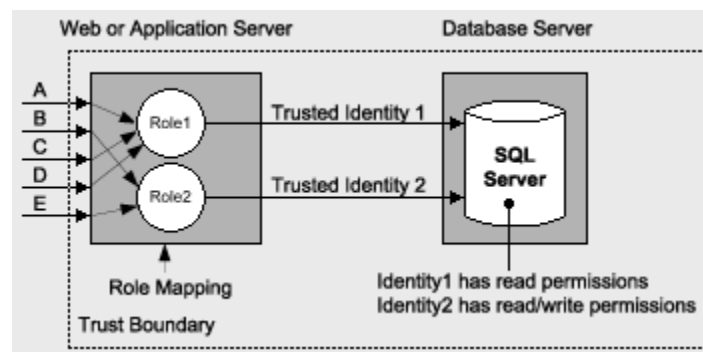 Web or Application Server
Database Server
A
B
C
D
E
Role1
Role2
Trusted Identity 1
Trusted Identity 2
SQL
Server
Role Mapping
Identity1 has read permissions
Identity2 has read/write permissions
Trust Boundary